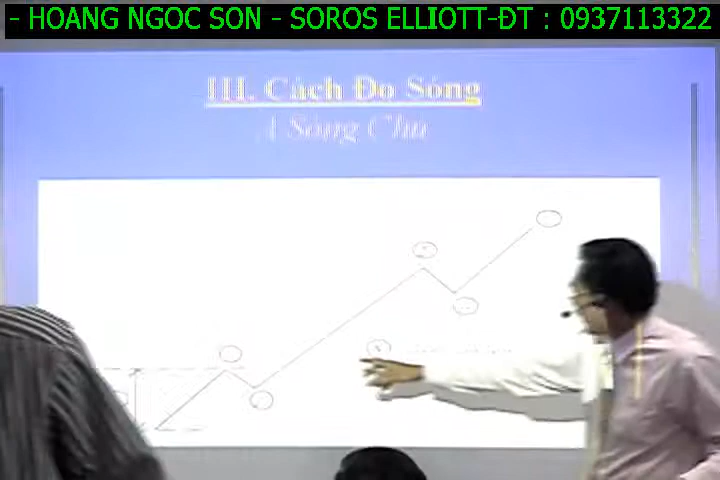 - HOANG NGOC SON - SOROS ELLIOTT-ĐT : 0937113322
III. Cách Đo Sóng
Sóng Chủ